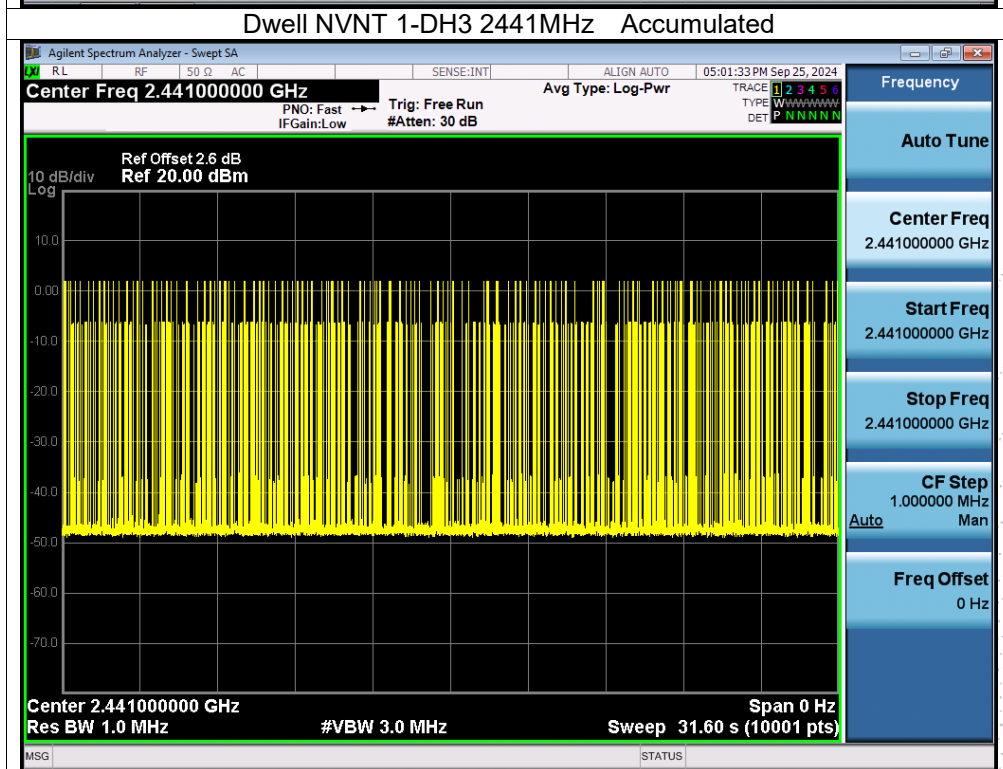 Dwell NVNT 1-DH3 2441MHz Accumulated
Agilent Spectrum Analyzer - Swept SA
LXI RL RF 50 Ω AC SENSE:INT ALIGN AUTO 05:01:33 PM Sep 25, 2024
Center Freq 2.441000000 GHz Avg Type: Log-Pwr TRACE 1 2 3 4 5 6
PNO: Fast Trig: Free Run TYPE WWWWWWW
IFGain:Low #Atten: 30 dB DET P N N N N N
Ref Offset 2.6 dB
10 dB/div Ref 20.00 dBm
Log
10.0
0.00
-10.0
-20.0
-30.0
-40.0
-50.0
-60.0
-70.0
Center 2.441000000 GHz Span 0 Hz
Res BW 1.0 MHz #VBW 3.0 MHz Sweep 31.60 s (10001 pts)
MSG STATUS
Frequency
Auto Tune
Center Freq
2.441000000 GHz
Start Freq
2.441000000 GHz
Stop Freq
2.441000000 GHz
CF Step
1.000000 MHz
Auto Man
Freq Offset
0 Hz